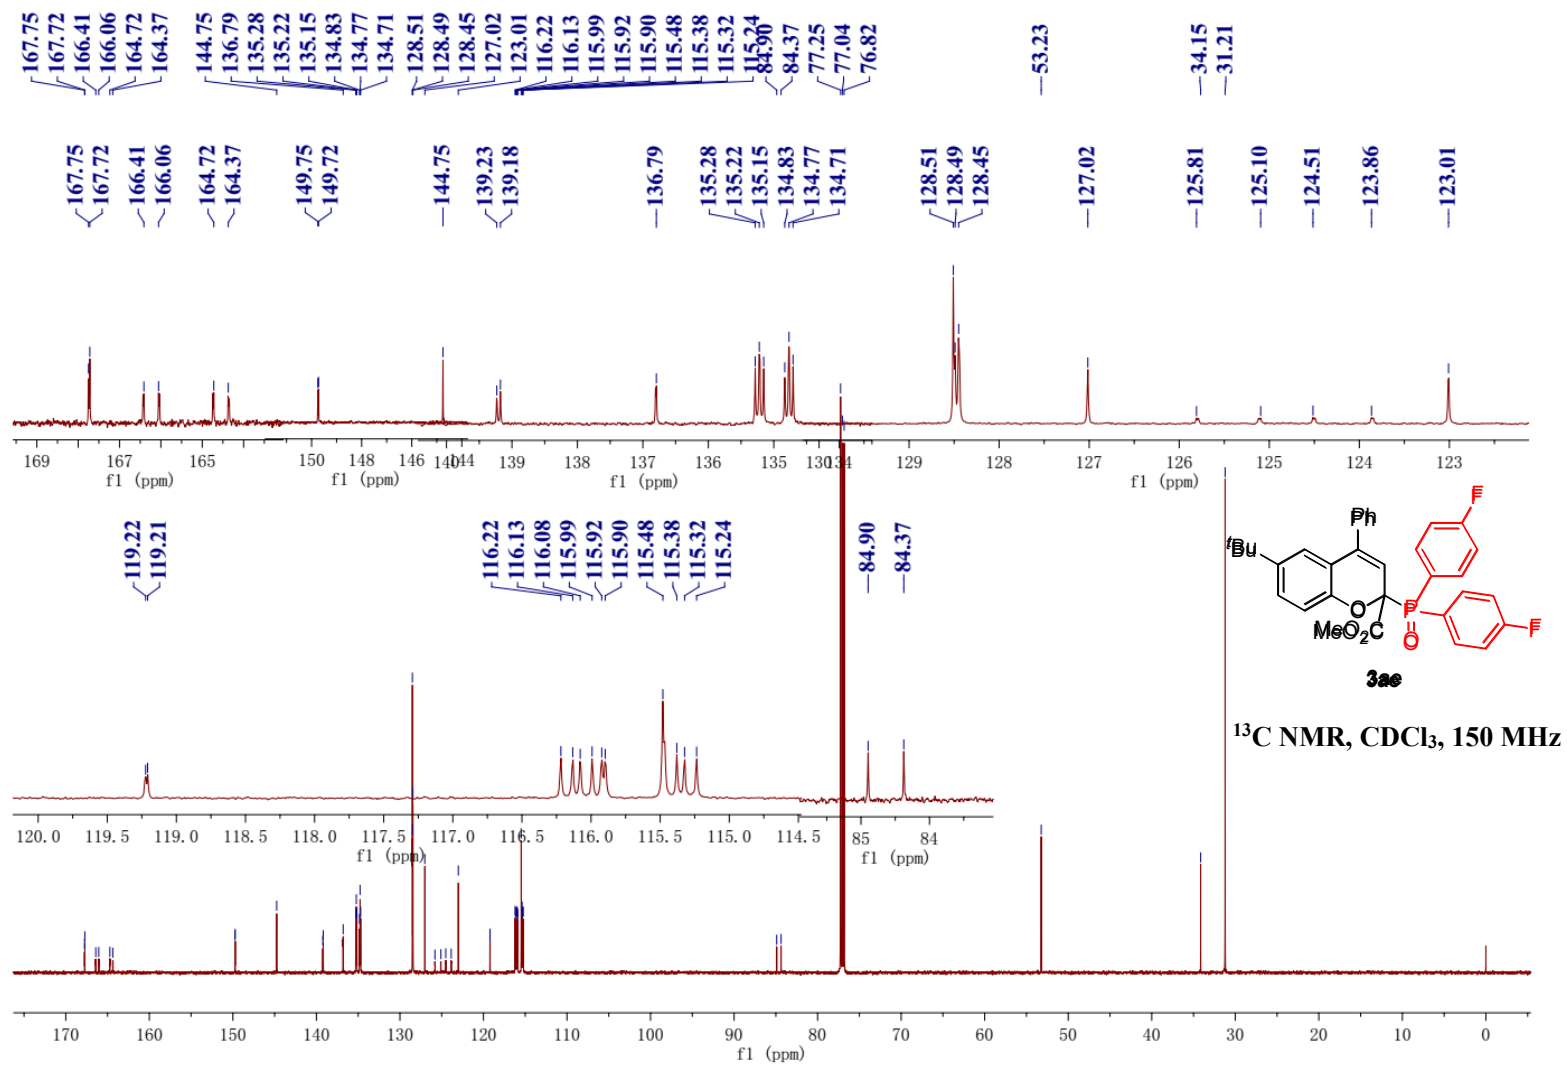 167.75 167.72 166.41 166.06 164.72 164.37 144.75 136.79 135.28 135.22 135.15 134.83 134.77 134.71 128.51 128.49 128.45 127.02 123.01 116.22 116.13 115.99 115.92 115.90 115.48 115.38 115.32 115.24 84.90 84.37 77.25 77.04 76.82 53.23 34.15 31.21
167.75 167.72 166.41 166.06 164.72 164.37 149.75 149.72 144.75 139.23 139.18 136.79 135.28 135.22 135.15 134.83 134.77 134.71 128.51 128.49 128.45 127.02 125.81 125.10 124.51 123.86 123.01
169 167 165 150 148 146 140 144 139 138 137 136 135 130 134 129 128 127 126 125 124 123
f1 (ppm) f1 (ppm) f1 (ppm) f1 (ppm)
119.22 119.21 116.22 116.13 116.08 115.99 115.92 115.90 115.48 115.38 115.32 115.24 84.90 84.37
Ph
F
tBu
O
P
F
MeO2C
O
3ae
13C NMR, CDCl3, 150 MHz
120.0 119.5 119.0 118.5 118.0 117.5 117.0 116.5 116.0 115.5 115.0 114.5 85 84
f1 (ppm) f1 (ppm)
170 160 150 140 130 120 110 100 90 80 70 60 50 40 30 20 10 0
f1 (ppm)